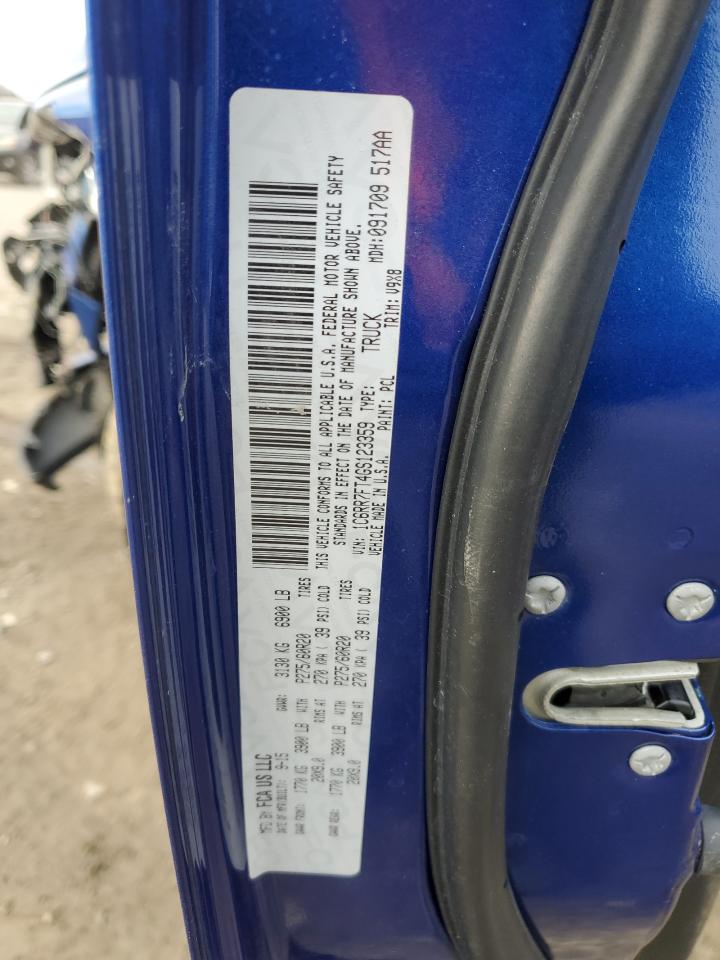 MFD BY FCA US LLC
DATE OF MFR(BUILT): 9-15 GVWR: 3130 KG 6900 LB
GAWR FRONT: 1770 KG 3900 LB WITH P275/60R20 TIRES
20X9.0 RIMS AT 270 KPA ( 39 PSI) COLD
GAWR REAR: 1770 KG 3900 LB WITH P275/60R20 TIRES
20X9.0 RIMS AT 270 KPA ( 39 PSI) COLD
THIS VEHICLE CONFORMS TO ALL APPLICABLE U.S.A. FEDERAL MOTOR VEHICLE SAFETY
STANDARDS IN EFFECT ON THE DATE OF MANUFACTURE SHOWN ABOVE.
VIN: 1C6RR7FT4GS123359 TYPE: TRUCK MDH:091709 517AA
VEHICLE MADE IN U.S.A. PAINT: PCL TRIM: V9X8